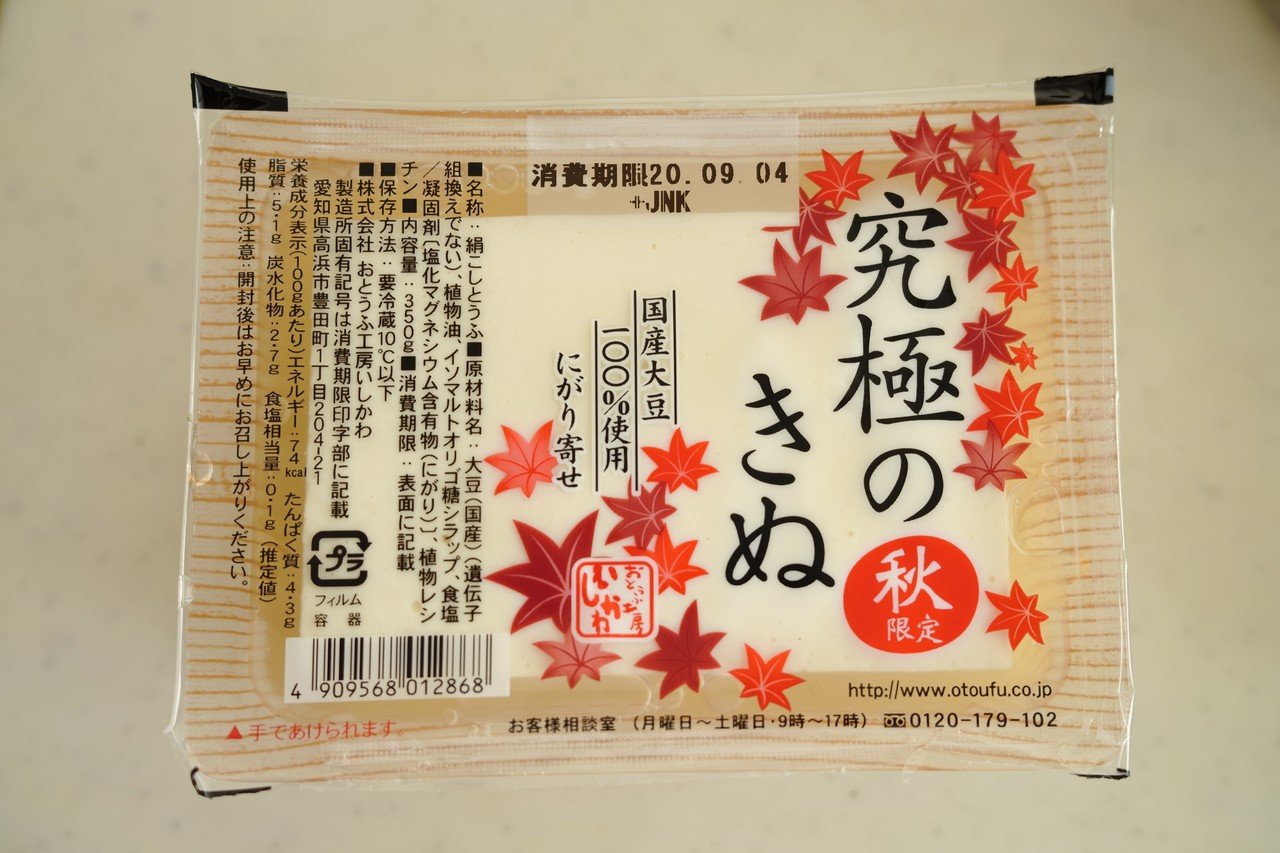 究極の
きぬ
秋
限定
国産大豆
一〇〇%使用
にがり寄せ
おとうふ工房
いしかわ
消費期限20.09.04
JNK
■名称：絹こしとうふ■原材料名：大豆（国産）（遺伝子
組換えでない）、植物油、イソマルトオリゴ糖シラップ、食塩
／凝固剤［塩化マグネシウム含有物（にがり）］、植物レシ
チン■内容量：350g■消費期限：表面に記載
■保存方法：要冷蔵10℃以下
■株式会社 おとうふ工房いしかわ
製造所固有記号は消費期限印字部に記載
愛知県高浜市豊田町1丁目204-21
栄養成分表示（100gあたり）エネルギー：74kcal たんぱく質：4.3g
脂質：5.1g 炭水化物：2.7g 食塩相当量：0.1g（推定値）
使用上の注意：開封後はお早めにお召し上がりください。
プラ
フィルム
容器
4 909568 012868
▲手であけられます。
http://www.otoufu.co.jp
お客様相談室 （月曜日～土曜日・9時～17時） 0120-179-102